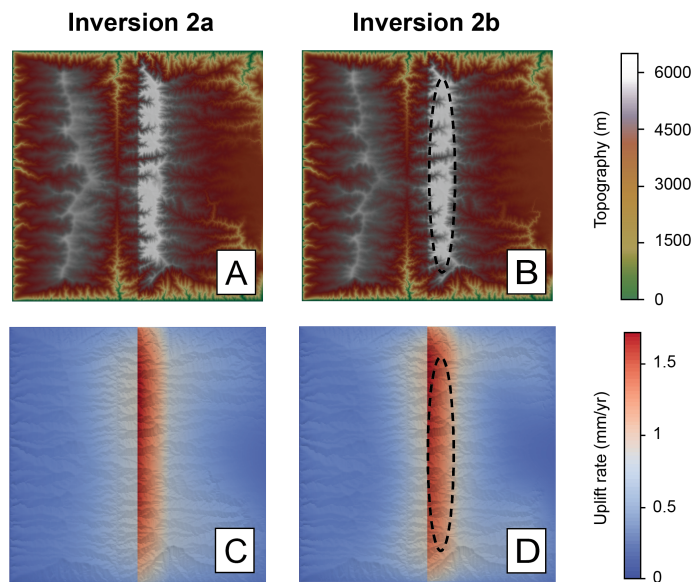 Inversion 2a
Inversion 2b
A
B
6000
4500
3000
1500
0
Topography (m)
C
D
1.5
1
0.5
0
Uplift rate (mm/yr)